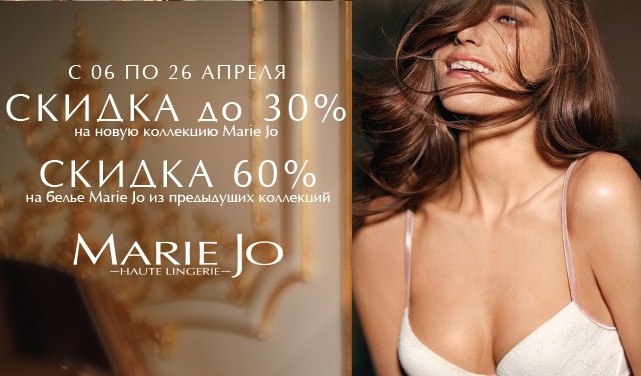 С 06 ПО 26 АПРЕЛЯ
СКИДКА до 30%
на новую коллекцию Marie Jo
СКИДКА 60%
на белье Marie Jo из предыдущих коллекций
MARIE JO
—HAUTE LINGERIE—